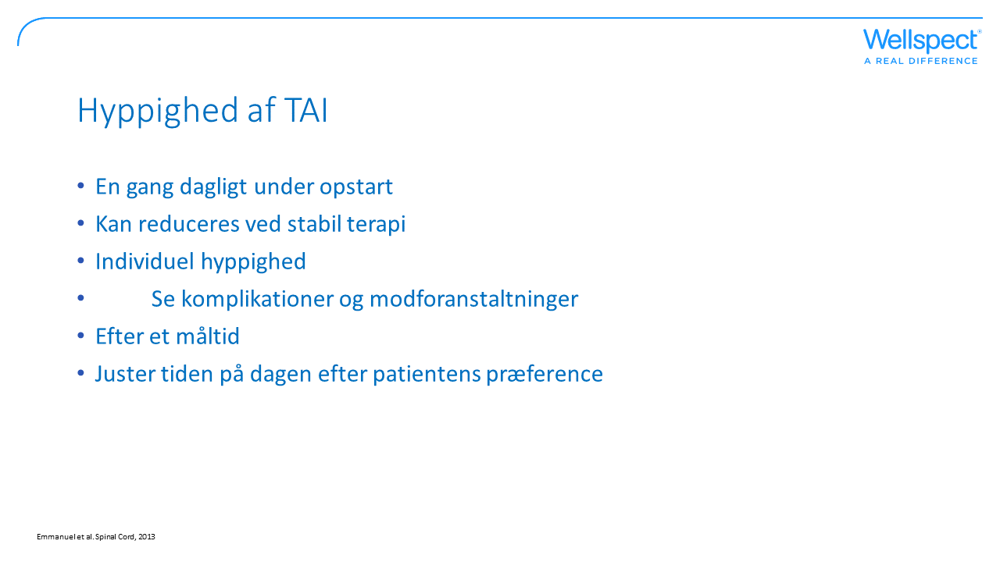 Wellspect®
A REAL DIFFERENCE
Hyppighed af TAI
• En gang dagligt under opstart
• Kan reduceres ved stabil terapi
• Individuel hyppighed
• Se komplikationer og modforanstaltninger
• Efter et måltid
• Juster tiden på dagen efter patientens præference
Emmanuel et al. Spinal Cord, 2013